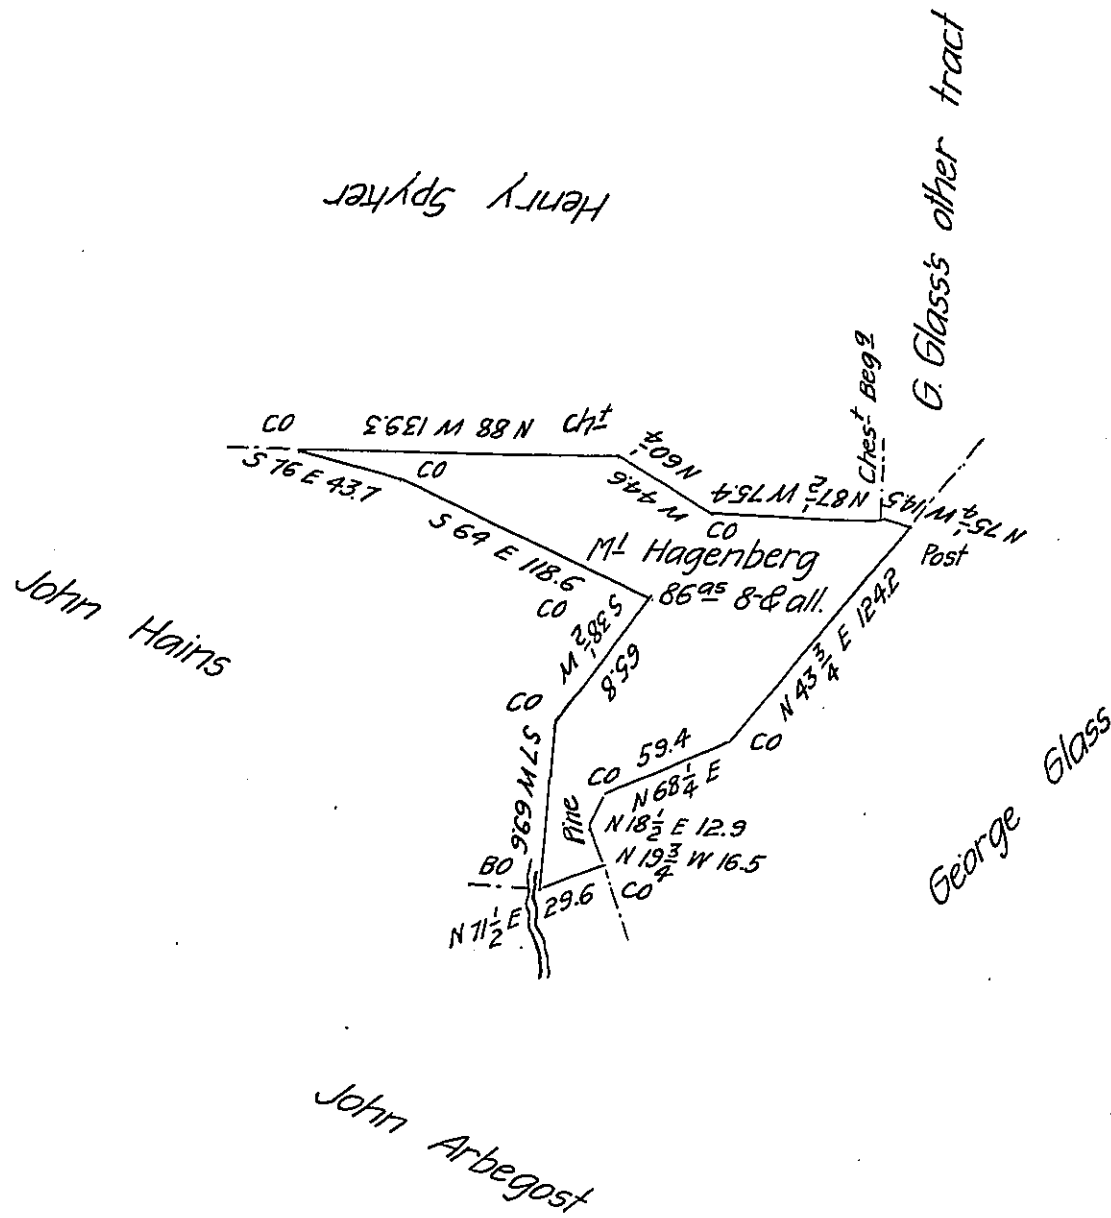 G. Glass's other tract
Henry Spyker
Ches.t Beg g
CO
N 88 W 139.3
N 60 1/4
W 44.6
N 87 1/2 W 75.4
N 75 1/4 W 14.5
S 76 E 43.7
CO
S 64 E 118.6
CO
Mt Hagenberg
86 as 8 & all.
Post
John Hains
CO
S 38 1/2 W
65.8
N 43 3/4 E 124.2
CO
S 7 W 69.6
CO
59.4
N 68 1/4 E
CO
Pine
N 18 1/2 E 12.9
N 19 3/4 W 16.5
BO
29.6
CO
N 71 1/2 E
George Glass
John Arbegost